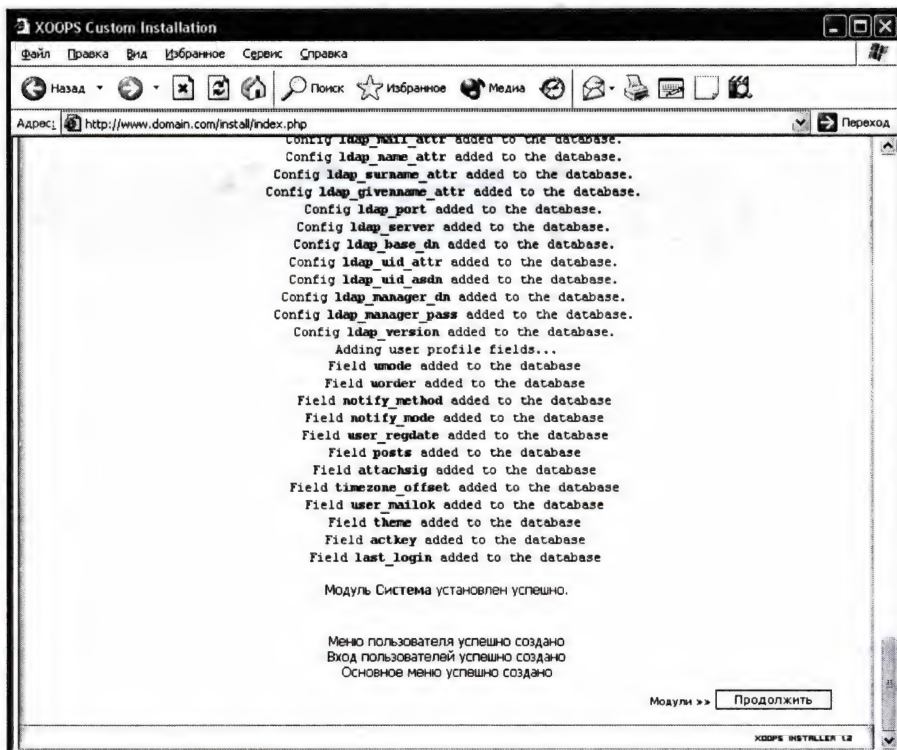 XOOPS Custom Installation
Файл Правка Вид Избранное Сервис Справка
Назад Поиск Избранное Медиа
Адрес: http://www.domain.com/install/index.php Переход
Config ldap_mail_attr added to the database.
Config ldap_name_attr added to the database.
Config ldap_surname_attr added to the database.
Config ldap_givenname_attr added to the database.
Config ldap_port added to the database.
Config ldap_server added to the database.
Config ldap_base_dn added to the database.
Config ldap_uid_attr added to the database.
Config ldap_uid_asdn added to the database.
Config ldap_manager_dn added to the database.
Config ldap_manager_pass added to the database.
Config ldap_version added to the database.
Adding user profile fields...
Field umode added to the database
Field uorder added to the database
Field notify_method added to the database
Field notify_mode added to the database
Field user_regdate added to the database
Field posts added to the database
Field attachsig added to the database
Field timezone_offset added to the database
Field user_mailok added to the database
Field theme added to the database
Field actkey added to the database
Field last_login added to the database
Модуль Система установлен успешно.
Меню пользователя успешно создано
Вход пользователей успешно создано
Основное меню успешно создано
Модули >> Продолжить
XOOPS INSTALLER 1.2